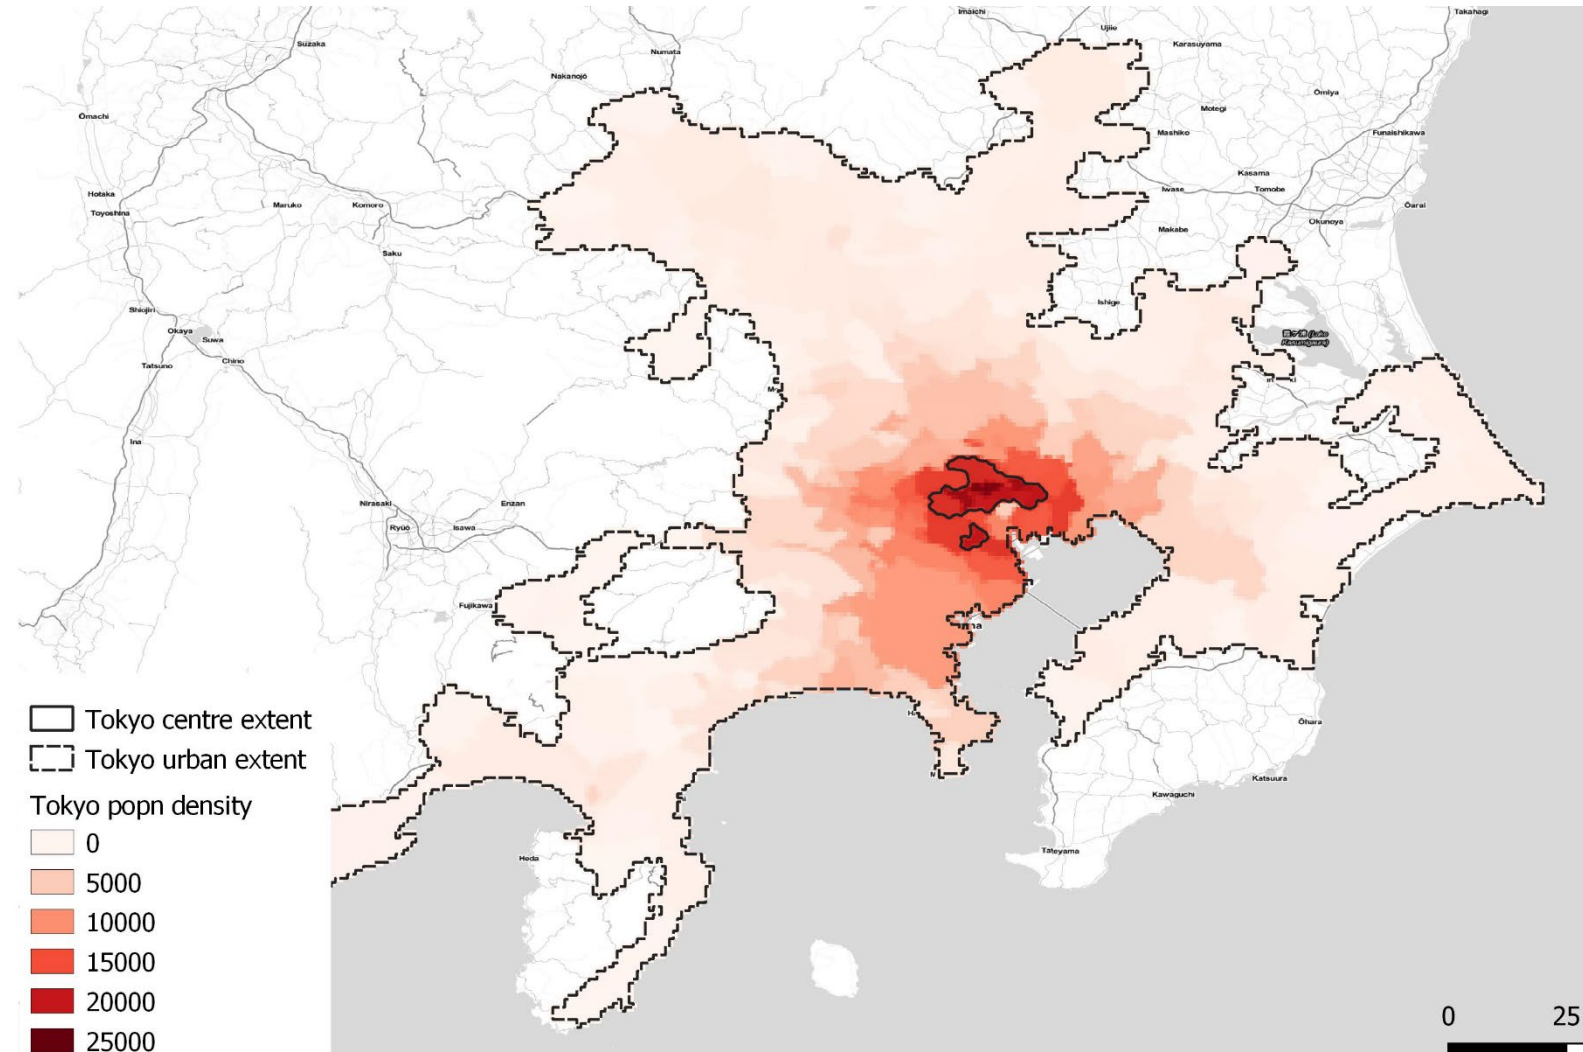 Imaichi
Takahagi
Ujiie
Suzaka
Numata
Karasuyama
Nakanojō
Ōmiya
Ōmachi
Motegi
Mashiko
Funaishikawa
Kasama
Hotaka
Iwase
Tomobe
Maruko
Komoro
Ōarai
Toyoshina
Okunoya
Makabe
Saku
Ishige
Shiojiri
Okaya
Suwa
Chino
Tatsuno
Ina
Nirasaki
Enzan
Ryūō
Isawa
Fujikawa
Tokyo centre extent
Ōhara
Tokyo urban extent
Katsuura
Kawaguchi
Tokyo popn density
0
Heda
Tateyama
5000
10000
15000
20000
25000
0 25